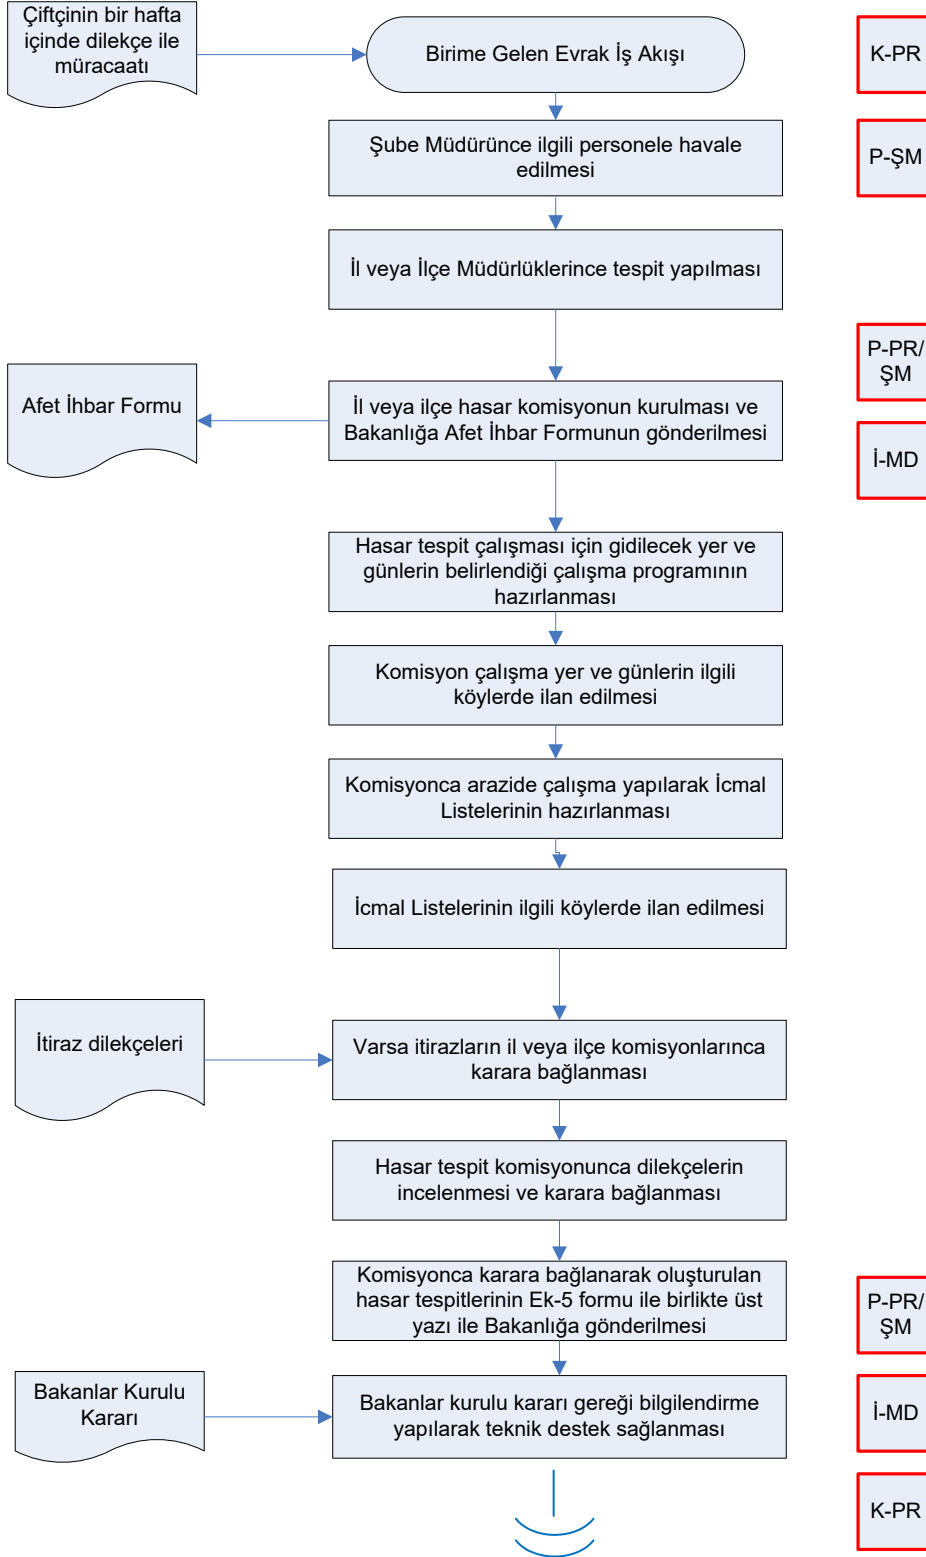 Çiftçinin bir hafta
içinde dilekçe ile
müracaatı
Birime Gelen Evrak İş Akışı
K-PR
Şube Müdürünce ilgili personele havale
edilmesi
P-ŞM
İl veya İlçe Müdürlüklerince tespit yapılması
P-PR/
ŞM
Afet İhbar Formu
İl veya ilçe hasar komisyonun kurulması ve
Bakanlığa Afet İhbar Formunun gönderilmesi
İ-MD
Hasar tespit çalışması için gidilecek yer ve
günlerin belirlendiği çalışma programının
hazırlanması
Komisyon çalışma yer ve günlerin ilgili
köylerde ilan edilmesi
Komisyonca arazide çalışma yapılarak İcmal
Listelerinin hazırlanması
İcmal Listelerinin ilgili köylerde ilan edilmesi
İtiraz dilekçeleri
Varsa itirazların il veya ilçe komisyonlarınca
karara bağlanması
Hasar tespit komisyonunca dilekçelerin
incelenmesi ve karara bağlanması
Komisyonca karara bağlanarak oluşturulan
hasar tespitlerinin Ek-5 formu ile birlikte üst
yazı ile Bakanlığa gönderilmesi
P-PR/
ŞM
Bakanlar Kurulu
Kararı
Bakanlar kurulu kararı gereği bilgilendirme
yapılarak teknik destek sağlanması
İ-MD
K-PR